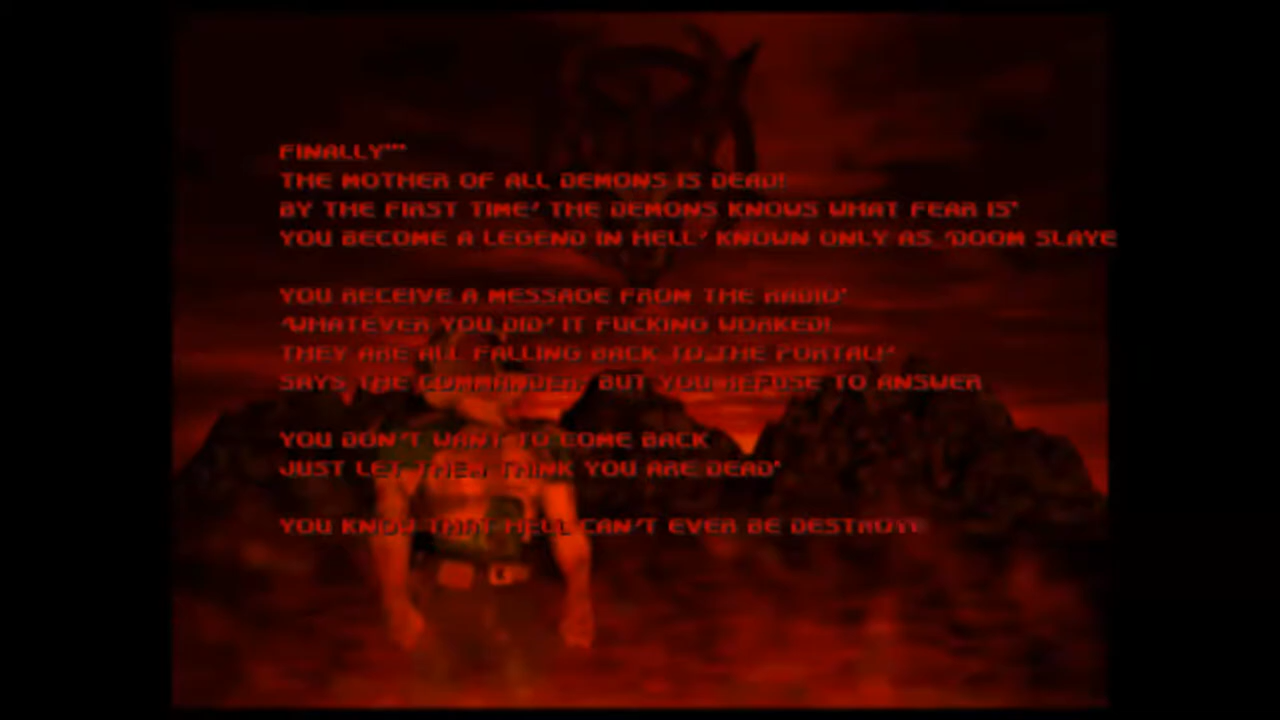 FINALLY...
THE MOTHER OF ALL DEMONS IS DEAD!
BY THE FIRST TIME, THE DEMONS KNOWS WHAT FEAR IS.
YOU BECOME A LEGEND IN HELL, KNOWN ONLY AS 'DOOM SLAYE
YOU RECEIVE A MESSAGE FROM THE RADIO.
'WHATEVER YOU DID, IT FUCKING WORKED!
THEY ARE ALL FALLING BACK TO THE PORTAL!'
SAYS THE COMMANDER, BUT YOU REFUSE TO ANSWER
YOU DON'T WANT TO COME BACK
JUST LET THEM THINK YOU ARE DEAD.
YOU KNOW THAT HELL CAN'T EVER BE DESTROYE